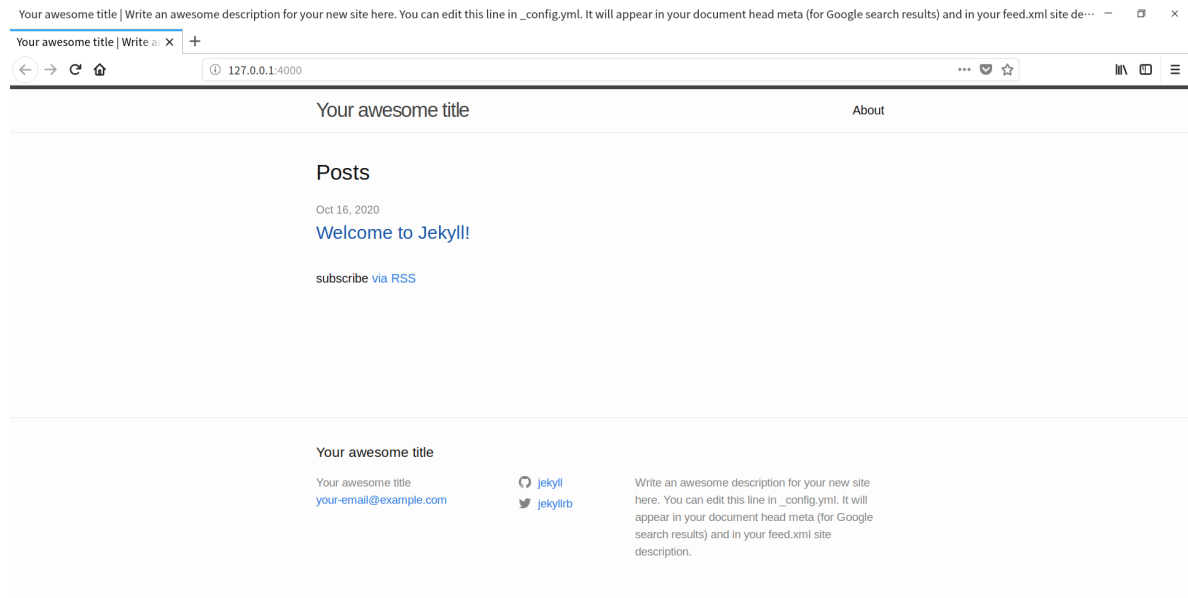 Your awesome title | Write an awesome description for your new site here. You can edit this line in _config.yml. It will appear in your document head meta (for Google search results) and in your feed.xml site de···
Your awesome title | Write a
127.0.0.1:4000
Your awesome title
About
Posts
Oct 16, 2020
Welcome to Jekyll!
subscribe via RSS
Your awesome title
Your awesome title
your-email@example.com
jekyll
jekyllrb
Write an awesome description for your new site
here. You can edit this line in _config.yml. It will
appear in your document head meta (for Google
search results) and in your feed.xml site
description.